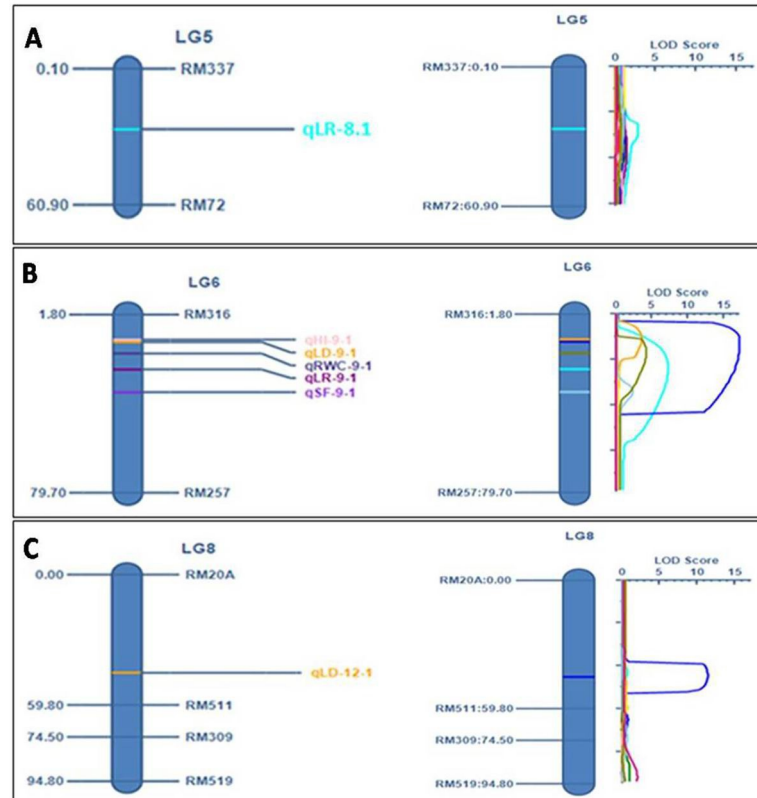 A
LG5
0.10 RM337
qLR-8.1
60.90 RM72
LG5
RM337:0.10
RM72:60.90
LOD Score
0 5 10 15
B
LG6
1.80 RM316
qHI-9-1
qLD-9-1
qRWC-9-1
qLR-9-1
qSF-9-1
79.70 RM257
LG6
RM316:1.80
RM257:79.70
LOD Score
0 5 10 15
C
LG8
0.00 RM20A
qLD-12-1
59.80 RM511
74.50 RM309
94.80 RM519
LG8
RM20A:0.00
RM511:59.80
RM309:74.50
RM519:94.80
LOD Score
0 5 10 15